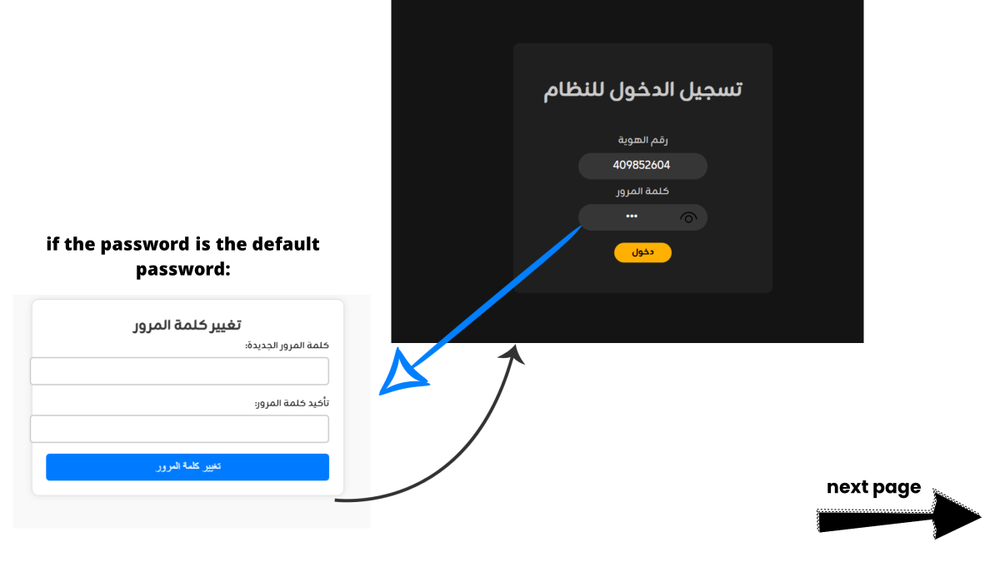 تسجيل الدخول للنظام
رقم الهوية
409852604
كلمة المرور
•••
دخول
if the password is the default
password:
تغيير كلمة المرور
كلمة المرور الجديدة:
تأكيد كلمة المرور:
تغيير كلمة المرور
next page